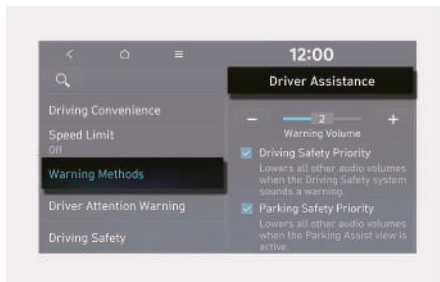 12:00
Driver Assistance
Driving Convenience
Speed Limit
Off
Warning Methods
Driver Attention Warning
Driving Safety
2
Warning Volume
Driving Safety Priority
Lowers all other audio volumes
when the Driving Safety system
sounds a warning.
Parking Safety Priority
Lowers all other audio volumes
when the Parking Assist view is
active.